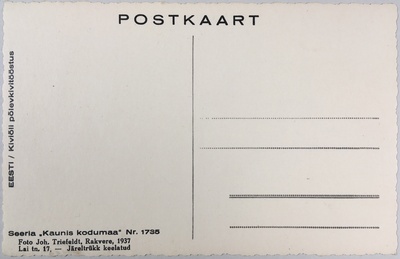 POSTKAART
EESTI / Kiviõli põlevkivitööstus
Seeria „Kaunis kodumaa" Nr. 1735
Foto Joh. Triefeldt, Rakvere, 1937
Lai tn. 17. — Järeltrükk keelatud